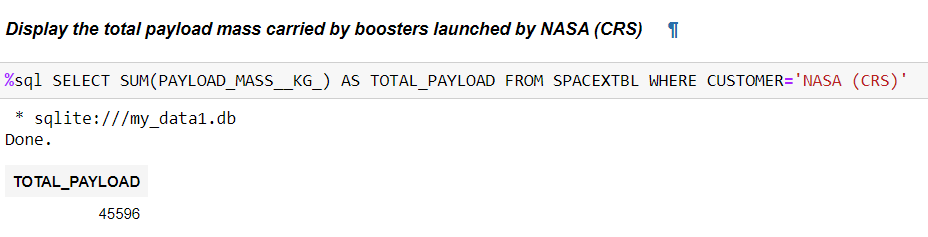 Display the total payload mass carried by boosters launched by NASA (CRS) ¶
%sql SELECT SUM(PAYLOAD_MASS__KG_) AS TOTAL_PAYLOAD FROM SPACEXTBL WHERE CUSTOMER='NASA (CRS)'
* sqlite:///my_data1.db
Done.
TOTAL_PAYLOAD
45596